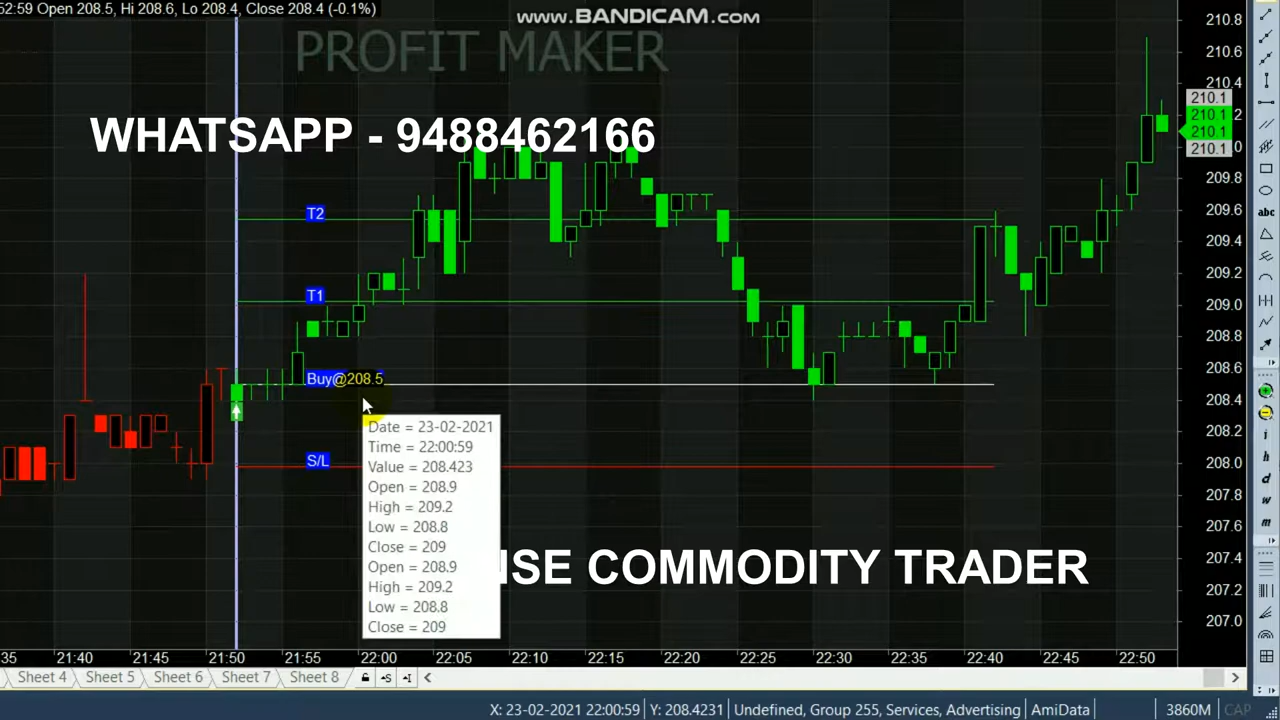 52:59 Open 208.5, Hi 208.6, Lo 208.4, Close 208.4 (-0.1%)
www.BANDICAM.com
PROFIT MAKER
WHATSAPP - 9488462166
T2
T1
Buy@208.5
S/L
Date = 23-02-2021
Time = 22:00:59
Value = 208.423
Open = 208.9
High = 209.2
Low = 208.8
Close = 209
Open = 208.9
High = 209.2
Low = 208.8
Close = 209
SE COMMODITY TRADER
210.8
210.6
210.4
210.1
210.1
210.1
210.1
209.8
209.6
209.4
209.2
209.0
208.8
208.6
208.4
208.2
208.0
207.8
207.6
207.4
207.2
207.0
abc
i
h
d
w
m
:35 21:40 21:45 21:50 21:55 22:00 22:05 22:10 22:15 22:20 22:25 22:30 22:35 22:40 22:45 22:50
Sheet 4 Sheet 5 Sheet 6 Sheet 7 Sheet 8
X: 23-02-2021 22:00:59 Y: 208.4231 Undefined, Group 255, Services, Advertising AmiData 3860M CAP